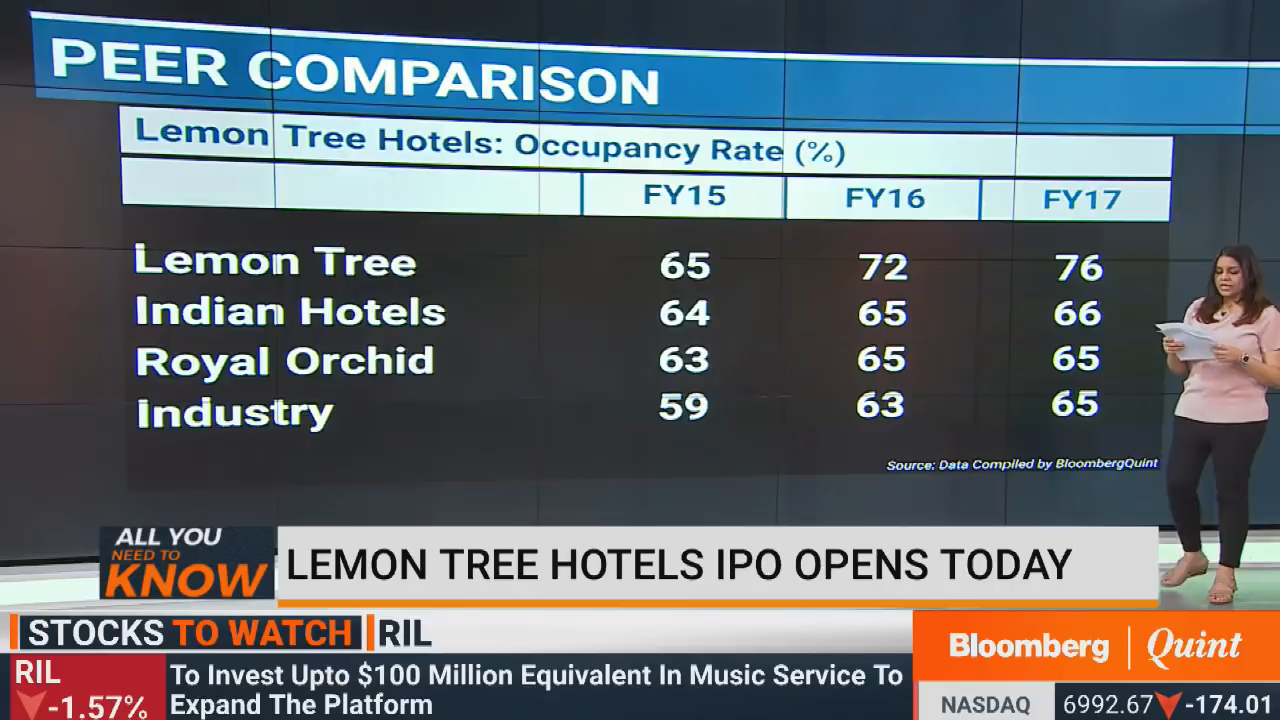 PEER COMPARISON
Lemon Tree Hotels: Occupancy Rate (%)
FY15 FY16 FY17
Lemon Tree 65 72 76
Indian Hotels 64 65 66
Royal Orchid 63 65 65
Industry 59 63 65
Source: Data Compiled by BloombergQuint
ALL YOU
NEED TO
KNOW
LEMON TREE HOTELS IPO OPENS TODAY
STOCKS TO WATCH RIL
RIL
-1.57%
To Invest Upto $100 Million Equivalent In Music Service To
Expand The Platform
Bloomberg Quint
NASDAQ 6992.67 -174.01